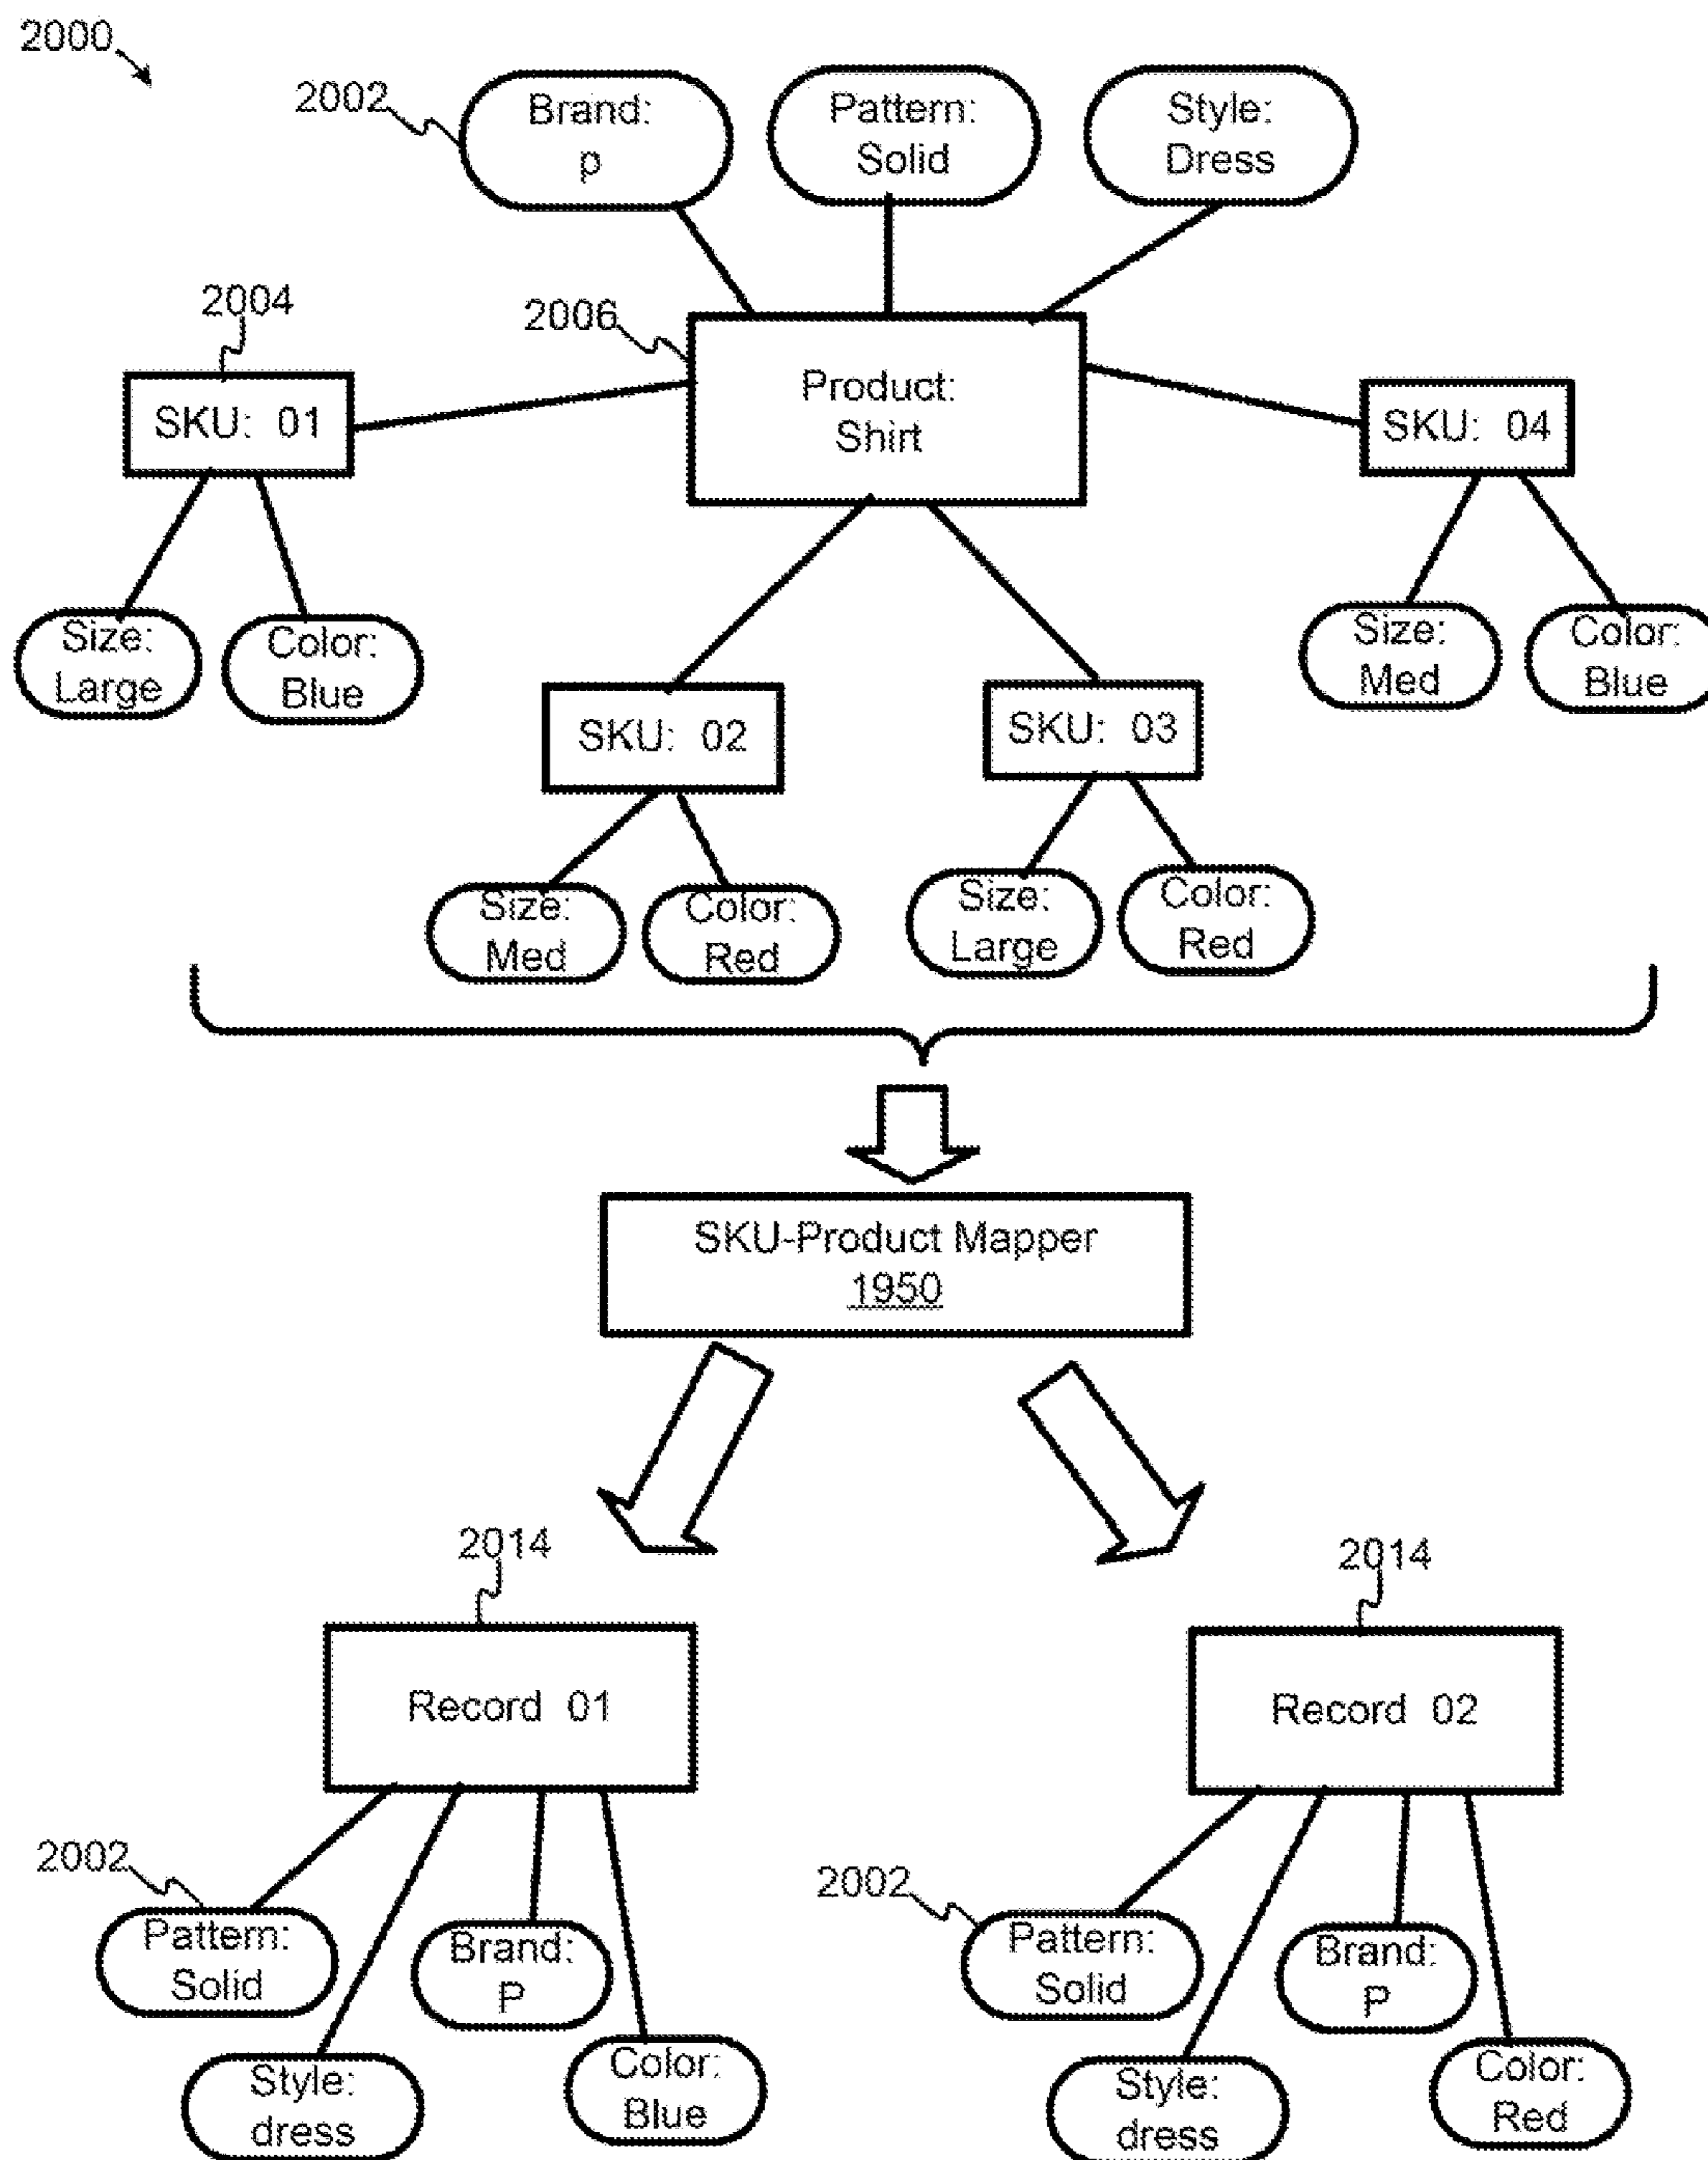 2000
2002
Brand:
p
Pattern:
Solid
Style:
Dress
2004
2006
Product:
Shirt
SKU: 01
SKU: 04
Size:
Large
Color:
Blue
Size:
Med
Color:
Blue
SKU: 02
SKU: 03
Size:
Med
Color:
Red
Size:
Large
Color:
Red
SKU-Product Mapper
1950
2014
Record 01
2014
Record 02
2002
Pattern:
Solid
Brand:
P
Style:
dress
Color:
Blue
2002
Pattern:
Solid
Brand:
P
Style:
dress
Color:
Red